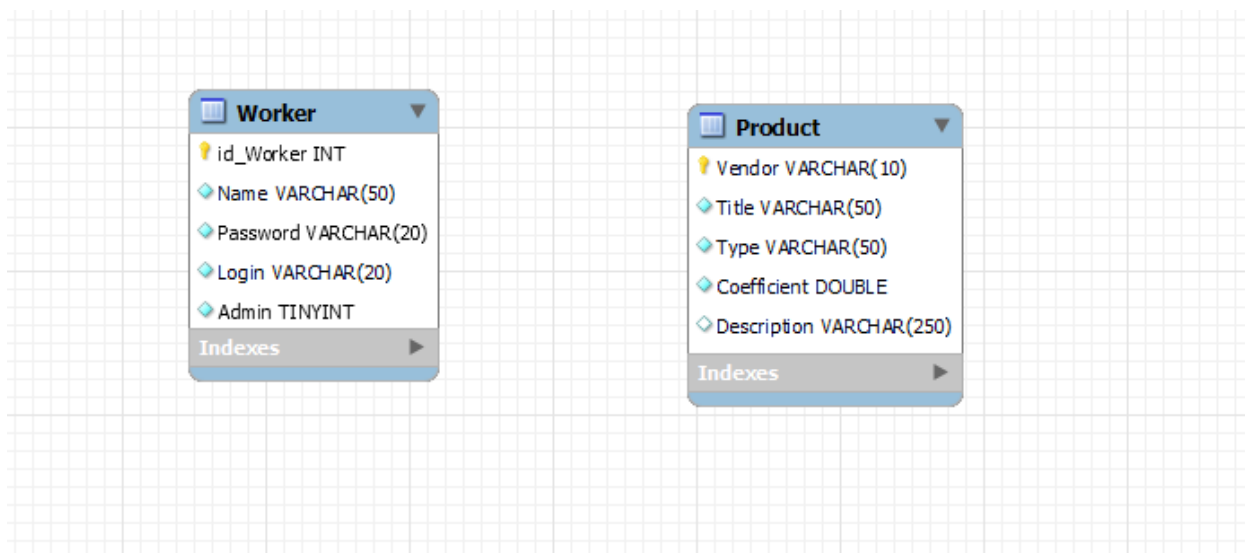 Worker
id_Worker INT
Name VARCHAR(50)
Password VARCHAR(20)
Login VARCHAR(20)
Admin TINYINT
Indexes
Product
Vendor VARCHAR(10)
Title VARCHAR(50)
Type VARCHAR(50)
Coefficient DOUBLE
Description VARCHAR(250)
Indexes